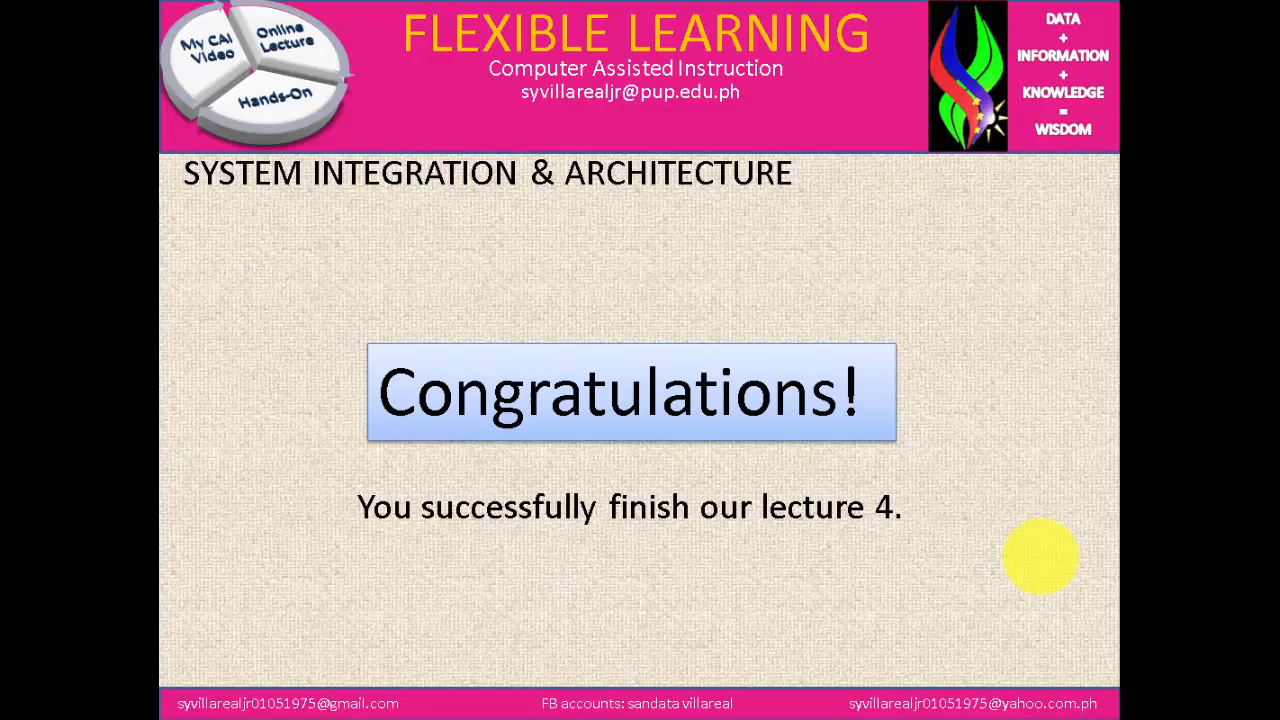 My CAI
Video
Online
Lecture
Hands-On
FLEXIBLE LEARNING
Computer Assisted Instruction
syvillarealjr@pup.edu.ph
DATA
+
INFORMATION
+
KNOWLEDGE
=
WISDOM
SYSTEM INTEGRATION & ARCHITECTURE
Congratulations!
You successfully finish our lecture 4.
syvillarealjr01051975@gmail.com
FB accounts: sandata villareal
syvillarealjr01051975@yahoo.com.ph